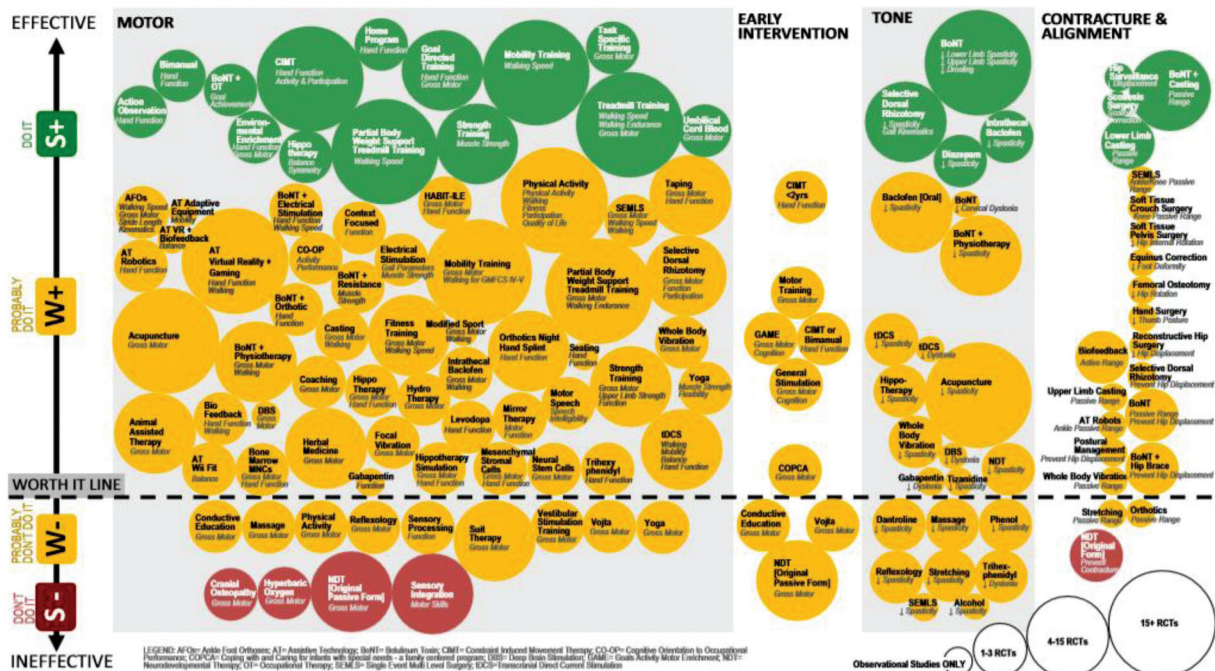 EFFECTIVE
DO IT
S+
PROBABLY
DO IT
W+
WORTH IT LINE
PROBABLY
DON'T DO IT
W-
DON'T
DO IT
S -
INEFFECTIVE
MOTOR
Bimanual
Hand
Function
Action
Observation
Hand Function
BoNT +
OT
Goal
Achievement
Environ-
mental
Enrichment
Hand Function
Gross Motor
CIMT
Hand Function
Activity & Participation
Hippo
therapy
Balance
Symmetry
Home
Program
Hand Function
Partial Body
Weight Support
Treadmill Training
Walking Speed
Goal
Directed
Training
Hand Function
Gross Motor
Strength
Training
Muscle Strength
Mobility Training
Walking Speed
Task
Specific
Training
Gross Motor
Treadmill Training
Walking Speed
Walking Endurance
Gross Motor
Umbilical
Cord Blood
Gross Motor
AFOs
Walking Speed
Gross Motor
Stride Length
Kinematics
AT Adaptive
Equipment
Mobility
AT VR +
Biofeedback
Balance
AT
Robotics
Hand Function
AT
Virtual Reality +
Gaming
Hand Function
Walking
BoNT +
Electrical
Stimulation
Hand Function
Walking Speed
Context
Focused
Function
CO-OP
Activity
Performance
BoNT +
Resistance
Muscle
Strength
Electrical
Stimulation
Gait Parameters
Muscle Strength
HABIT-ILE
Gross Motor
Hand Function
Mobility Training
Gross Motor
Walking for GMFCS IV-V
Physical Activity
Physical Activity
Walking
Fitness
Participation
Quality of Life
SEMLS
Gross Motor
Walking Speed
Walking
Taping
Gross Motor
Hand Function
Partial Body
Weight Support
Treadmill Training
Gross Motor
Walking Endurance
Selective
Dorsal
Rhizotomy
Gross Motor
Function
Participation
Acupuncture
Gross Motor
BoNT +
Orthotic
Hand
Function
BoNT +
Physiotherapy
Gross Motor
Walking
Casting
Gross Motor
Walking
Fitness
Training
Gross Motor
Walking Speed
Modified Sport
Gross Motor
Walking
Orthotics Night
Hand Splint
Hand Function
Seating
Hand
Function
Whole Body
Vibration
Gross Motor
Coaching
Gross Motor
Hippo
Therapy
Gross Motor
Hand Function
Hydro
Therapy
Gross Motor
Intrathecal
Baclofen
Gross Motor
Walking
Strength
Training
Gross Motor
Upper Limb Strength
Function
Yoga
Muscle Strength
Flexibility
Animal
Assisted
Therapy
Gross Motor
Bio
Feedback
Hand Function
Walking
DBS
Gross
Motor
Herbal
Medicine
Gross Motor
Focal
Vibration
Gross Motor
Levodopa
Hand Function
Mirror
Therapy
Motor
Function
Motor
Speech
Speech
Intelligibility
tDCS
Walking
Mobility
Balance
Hand Function
AT
Wii Fit
Balance
Bone
Marrow
MNCs
Gross Motor
Hand Function
Gabapentin
Function
Hippotherapy
Simulation
Gross Motor
Hand Function
Mesenchymal
Stromal
Cells
Gross Motor
Hand Function
Neural
Stem Cells
Gross Motor
Trihexy
phenidyl
Hand Function
Conductive
Education
Gross Motor
Massage
Gross Motor
Physical
Activity
Gross Motor
Reflexology
Gross Motor
Sensory
Processing
Function
Suit
Therapy
Gross Motor
Vestibular
Stimulation
Training
Gross Motor
Vojta
Gross Motor
Yoga
Gross Motor
Cranial
Osteopathy
Gross Motor
Hyperbaric
Oxygen
Gross Motor
NDT
[Original
Passive Form]
Gross Motor
Sensory
Integration
Motor Skills
EARLY
INTERVENTION
CIMT
<2yrs
Hand Function
Motor
Training
Gross Motor
GAME
Gross Motor
Cognition
CIMT or
Bimanual
Hand Function
General
Stimulation
Gross Motor
Cognition
COPCA
Gross Motor
Conductive
Education
Gross Motor
Vojta
Gross Motor
NDT
[Original
Passive Form]
Gross Motor
TONE
BoNT
↓ Lower Limb Spasticity
↓ Upper Limb Spasticity
↓ Drooling
Selective
Dorsal
Rhizotomy
↓ Spasticity
Gait Kinematics
Intrathecal
Baclofen
↓ Spasticity
Diazepam
↓ Spasticity
Baclofen [Oral]
↓ Spasticity
BoNT
↓ Cervical Dystonia
BoNT +
Physiotherapy
↓ Spasticity
tDCS
↓ Spasticity
tDCS
↓ Dystonia
Hippo-
Therapy
↓ Spasticity
Acupuncture
↓ Spasticity
Whole
Body
Vibration
↓ Spasticity
DBS
↓ Dystonia
NDT
↓ Spasticity
Gabapentin
↓ Dystonia
Tizanidine
↓ Spasticity
Dantroline
↓ Spasticity
Massage
↓ Spasticity
Phenol
↓ Spasticity
Reflexology
↓ Spasticity
Stretching
↓ Spasticity
Trihex-
yphenidyl
↓ Dystonia
SEMLS
↓ Spasticity
Alcohol
↓ Spasticity
CONTRACTURE &
ALIGNMENT
Hip
Surveillance
↓ Displacement
BoNT +
Casting
Passive
Range
Scoliosis
Surgery
Lower Limb
Casting
Passive
Range
SEMLS
Ankle/Knee Passive
Range
Soft Tissue
Crouch Surgery
Knee Passive Range
Soft Tissue
Pelvis Surgery
↓ Hip Internal Rotation
Equinus Correction
↓ Foot Deformity
Femoral Osteotomy
↓ Hip Rotation
Hand Surgery
↓ Thumb Posture
Reconstructive Hip
Surgery
↓ Hip Displacement
Biofeedback
Active Range
Selective Dorsal
Rhizotomy
Prevent Hip Displacement
Upper Limb Casting
Passive Range
BoNT
Passive Range
Prevent Hip Displacement
AT Robots
Ankle Passive Range
Postural
Management
Prevent Hip Displacement
BoNT +
Hip Brace
Prevent Hip Displacement
Whole Body Vibration
Passive Range
Stretching
Passive Range
Orthotics
Passive Range
NDT
[Original
Form]
Prevent
Contracture
Observational Studies ONLY
1-3 RCTs
4-15 RCTs
15+ RCTs
LEGEND: AFOs= Ankle Foot Orthoses; AT= Assistive Technology; BoNT= Botulinum Toxin; CIMT= Constraint Induced Movement Therapy; CO-OP= Cognitive Orientation to Occupational
Performance; COPCA= Coping with and Caring for infants with special needs - a family centered program; DBS= Deep Brain Stimulation; GAME= Goals Activity Motor Enrichment; NDT=
Neurodevelopmental Therapy; OT= Occupational Therapy; SEMLS= Single Event Multi Level Surgery; tDCS=Transcranial Direct Current Stimulation